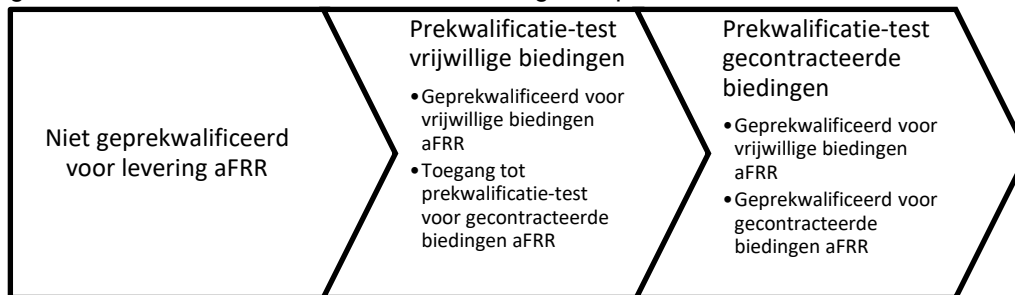 Niet geprekwalificeerd
voor levering aFRR
Prekwalificatie-test
vrijwillige biedingen
•Geprekwalificeerd voor
vrijwillige biedingen
aFRR
•Toegang tot
prekwalificatie-test
voor gecontracteerde
biedingen aFRR
Prekwalificatie-test
gecontracteerde
biedingen
•Geprekwalificeerd voor
vrijwillige biedingen
aFRR
•Geprekwalificeerd voor
gecontracteerde
biedingen aFRR